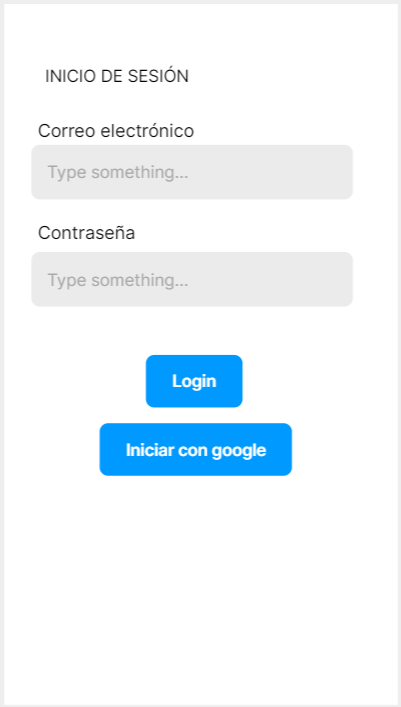 INICIO DE SESIÓN
Correo electrónico
Type something...
Contraseña
Type something...
Login
Iniciar con google